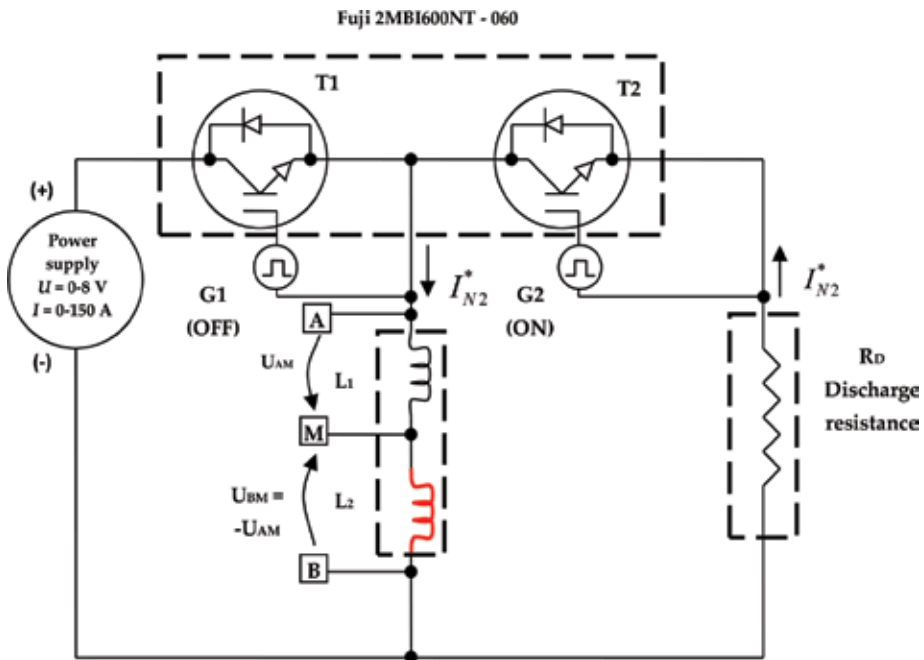 Fuji 2MBI600NT - 060
T1
T2
(+)
Power
supply
U = 0-8 V
I = 0-150 A
(-)
G1
(OFF)
I*N2
G2
(ON)
I*N2
A
UAM
L1
M
UBM =
-UAM
L2
B
RD
Discharge
resistance